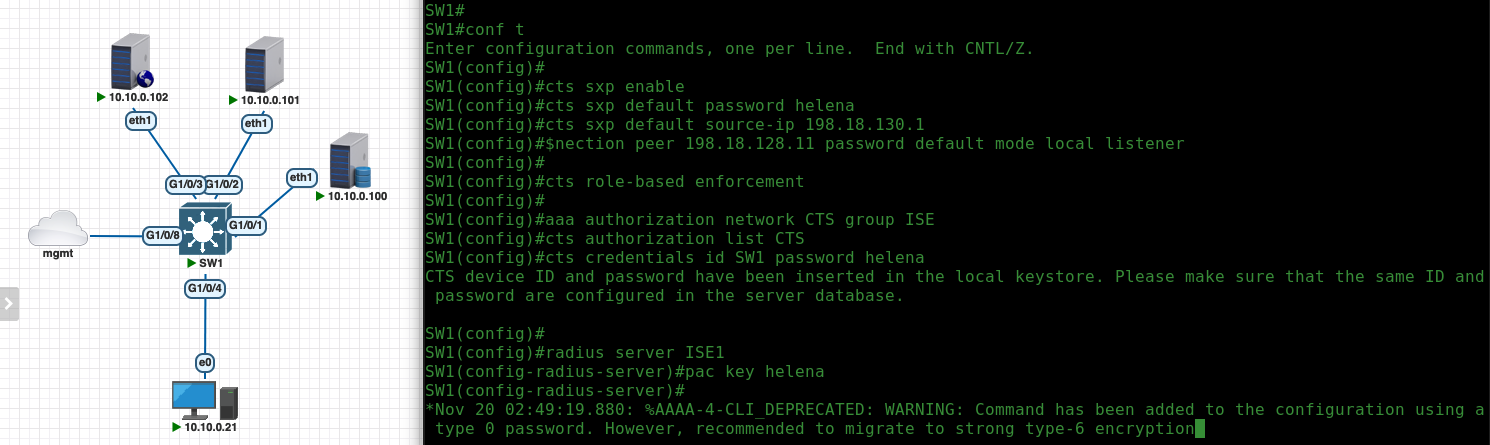 10.10.0.102
10.10.0.101
eth1
eth1
eth1
10.10.0.100
G1/0/3
G1/0/2
G1/0/1
G1/0/8
mgmt
SW1
G1/0/4
e0
10.10.0.21
SW1#
SW1#conf t
Enter configuration commands, one per line.  End with CNTL/Z.
SW1(config)#
SW1(config)#cts sxp enable
SW1(config)#cts sxp default password helena
SW1(config)#cts sxp default source-ip 198.18.130.1
SW1(config)#$nection peer 198.18.128.11 password default mode local listener
SW1(config)#
SW1(config)#cts role-based enforcement
SW1(config)#
SW1(config)#aaa authorization network CTS group ISE
SW1(config)#cts authorization list CTS
SW1(config)#cts credentials id SW1 password helena
CTS device ID and password have been inserted in the local keystore. Please make sure that the same ID and
password are configured in the server database.
SW1(config)#
SW1(config)#radius server ISE1
SW1(config-radius-server)#pac key helena
SW1(config-radius-server)#
*Nov 20 02:49:19.880: %AAAA-4-CLI_DEPRECATED: WARNING: Command has been added to the configuration using a
type 0 password. However, recommended to migrate to strong type-6 encryption